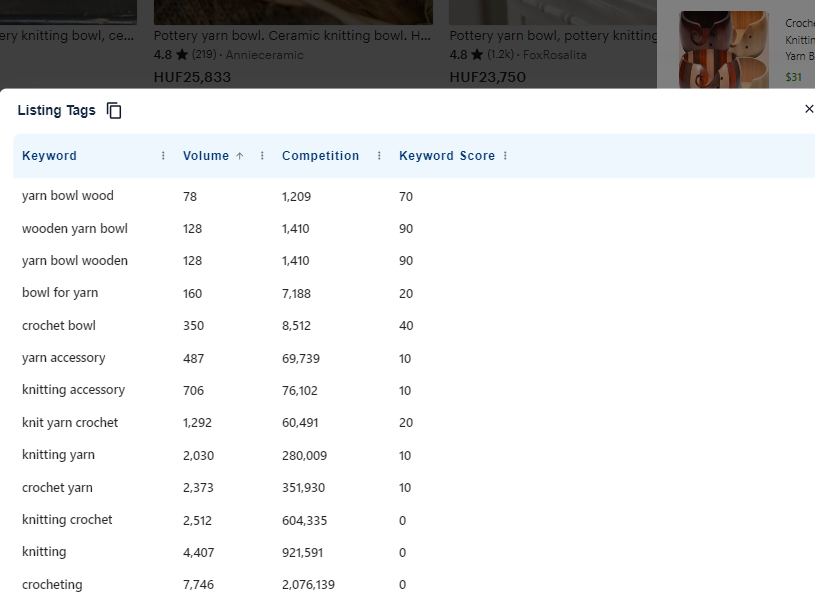 ery knitting bowl, ce...
Pottery yarn bowl. Ceramic knitting bowl. H...
Pottery yarn bowl, pottery knitting
4.8 ★ (219) · Annieceramic
4.8 ★ (1.2k) · FoxRosalita
HUF25,833
HUF23,750
Croch
Knittin
Yarn B
$31
Listing Tags
Keyword Volume ↑ Competition Keyword Score
yarn bowl wood 78 1,209 70
wooden yarn bowl 128 1,410 90
yarn bowl wooden 128 1,410 90
bowl for yarn 160 7,188 20
crochet bowl 350 8,512 40
yarn accessory 487 69,739 10
knitting accessory 706 76,102 10
knit yarn crochet 1,292 60,491 20
knitting yarn 2,030 280,009 10
crochet yarn 2,373 351,930 10
knitting crochet 2,512 604,335 0
knitting 4,407 921,591 0
crocheting 7,746 2,076,139 0